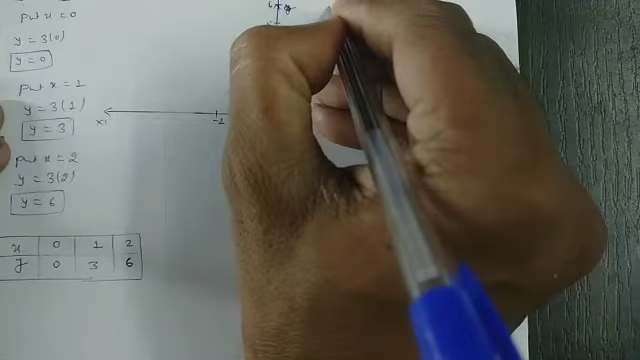 put x = 0
y = 3(0)
y = 0
put x = 1
y = 3(1)
y = 3
put x = 2
y = 3(2)
y = 6
x 0 1 2
y 0 3 6
6 y
x'
-1